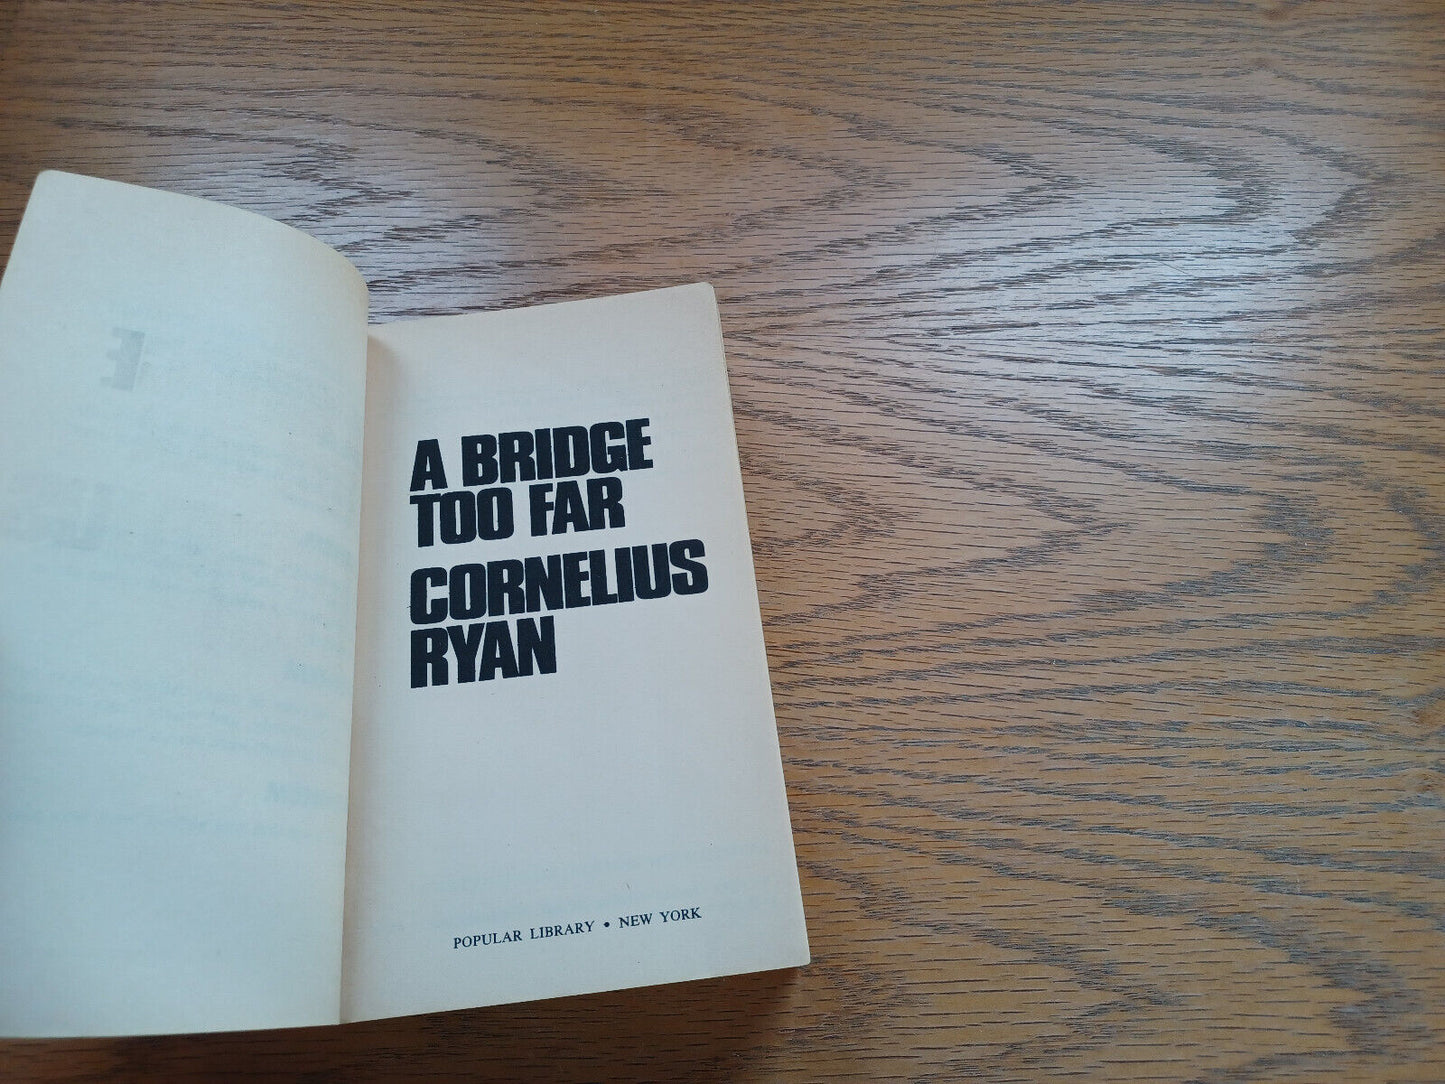 A BRIDGE
TOO FAR
CORNELIUS
RYAN
POPULAR LIBRARY • NEW YORK